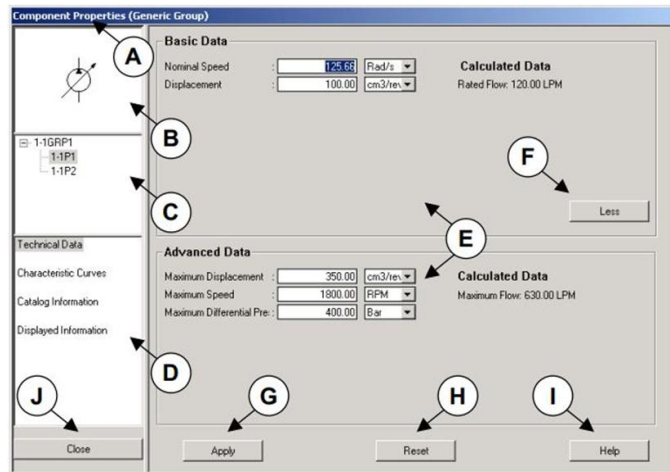 Component Properties (Generic Group)
A
B
1-1GRP1
1-1P1
1-1P2
C
Technical Data
Characteristic Curves
Catalog Information
Displayed Information
D
J
Close
Basic Data
Nominal Speed : 125.66 Rad/s
Displacement : 100.00 cm3/rev
Calculated Data
Rated Flow: 120.00 LPM
F
Less
E
Advanced Data
Maximum Displacement : 350.00 cm3/rev
Maximum Speed : 1800.00 RPM
Maximum Differential Pre: : 400.00 Bar
Calculated Data
Maximum Flow: 630.00 LPM
G
H
I
Apply
Reset
Help